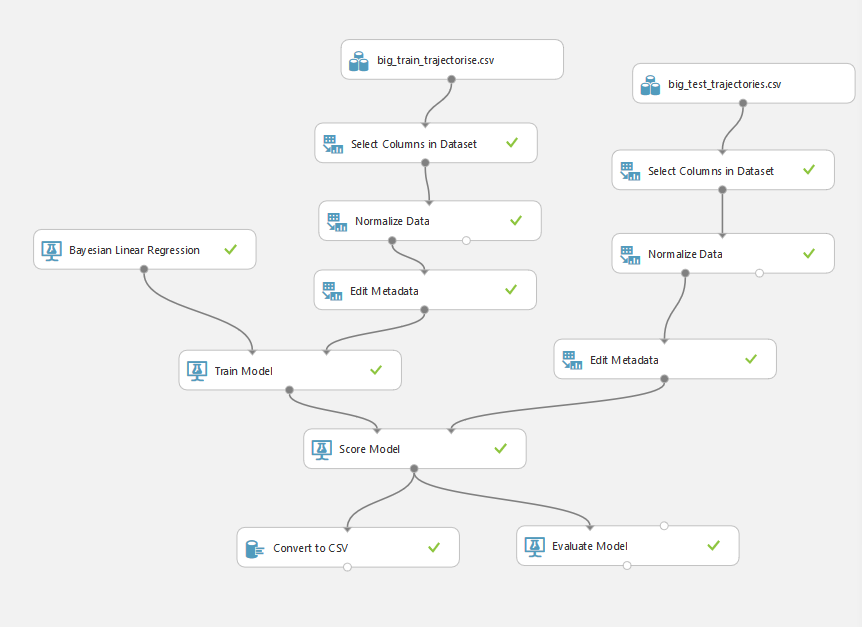 big_train_trajectorise.csv
big_test_trajectories.csv
Select Columns in Dataset
Select Columns in Dataset
Normalize Data
Bayesian Linear Regression
Normalize Data
Edit Metadata
Edit Metadata
Train Model
Score Model
Convert to CSV
Evaluate Model